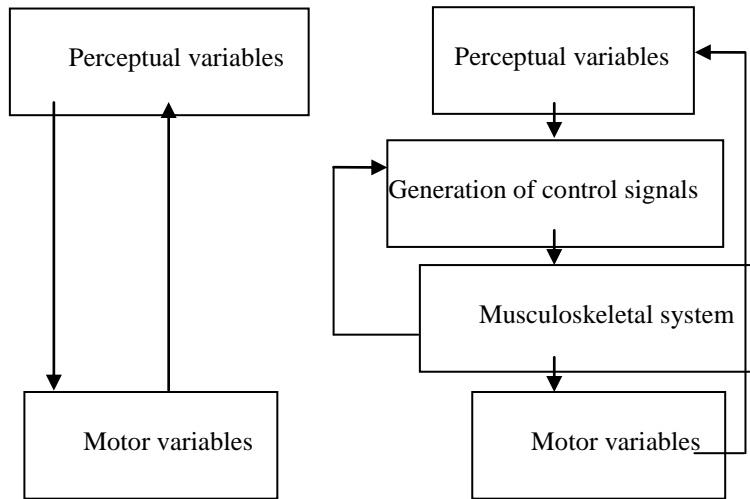 Perceptual variables
Motor variables
Perceptual variables
Generation of control signals
Musculoskeletal system
Motor variables